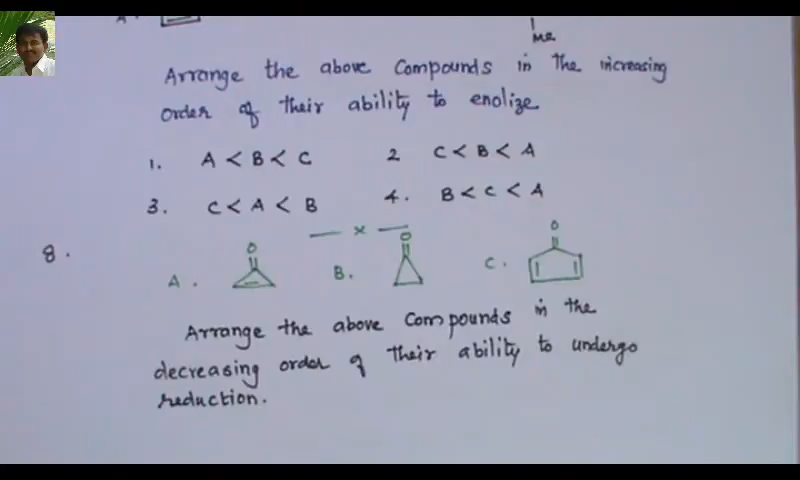 A.
Me
Arrange the above compounds in the increasing
order of their ability to enolize
1. A < B < C 2 C < B < A
3. C < A < B 4. B < C < A
— x —
8.
A. O B. O C. O
Arrange the above compounds in the
decreasing order of their ability to undergo
reduction.